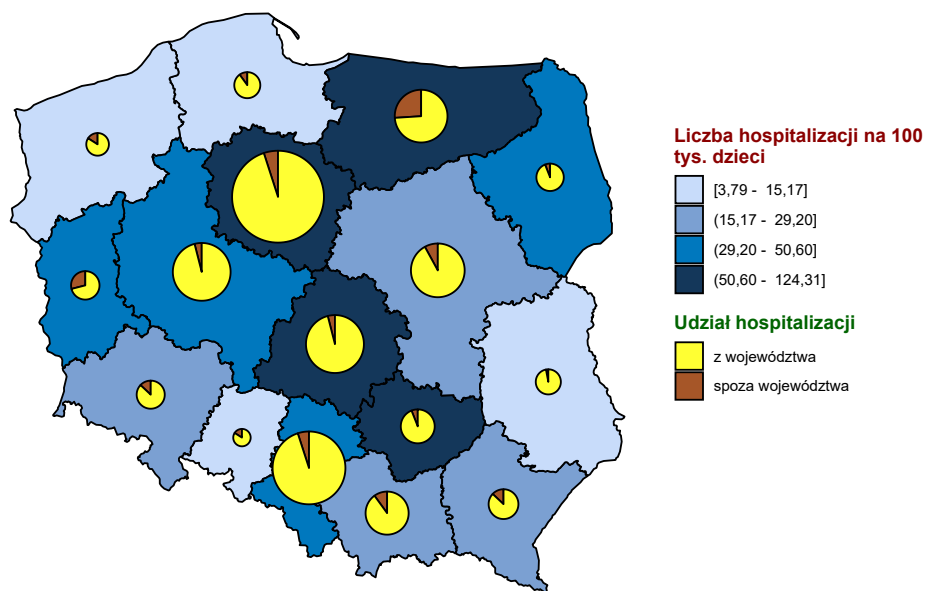 Liczba hospitalizacji na 100
tys. dzieci
[3,79 - 15,17]
(15,17 - 29,20]
(29,20 - 50,60]
(50,60 - 124,31]
Udział hospitalizacji
z województwa
spoza województwa